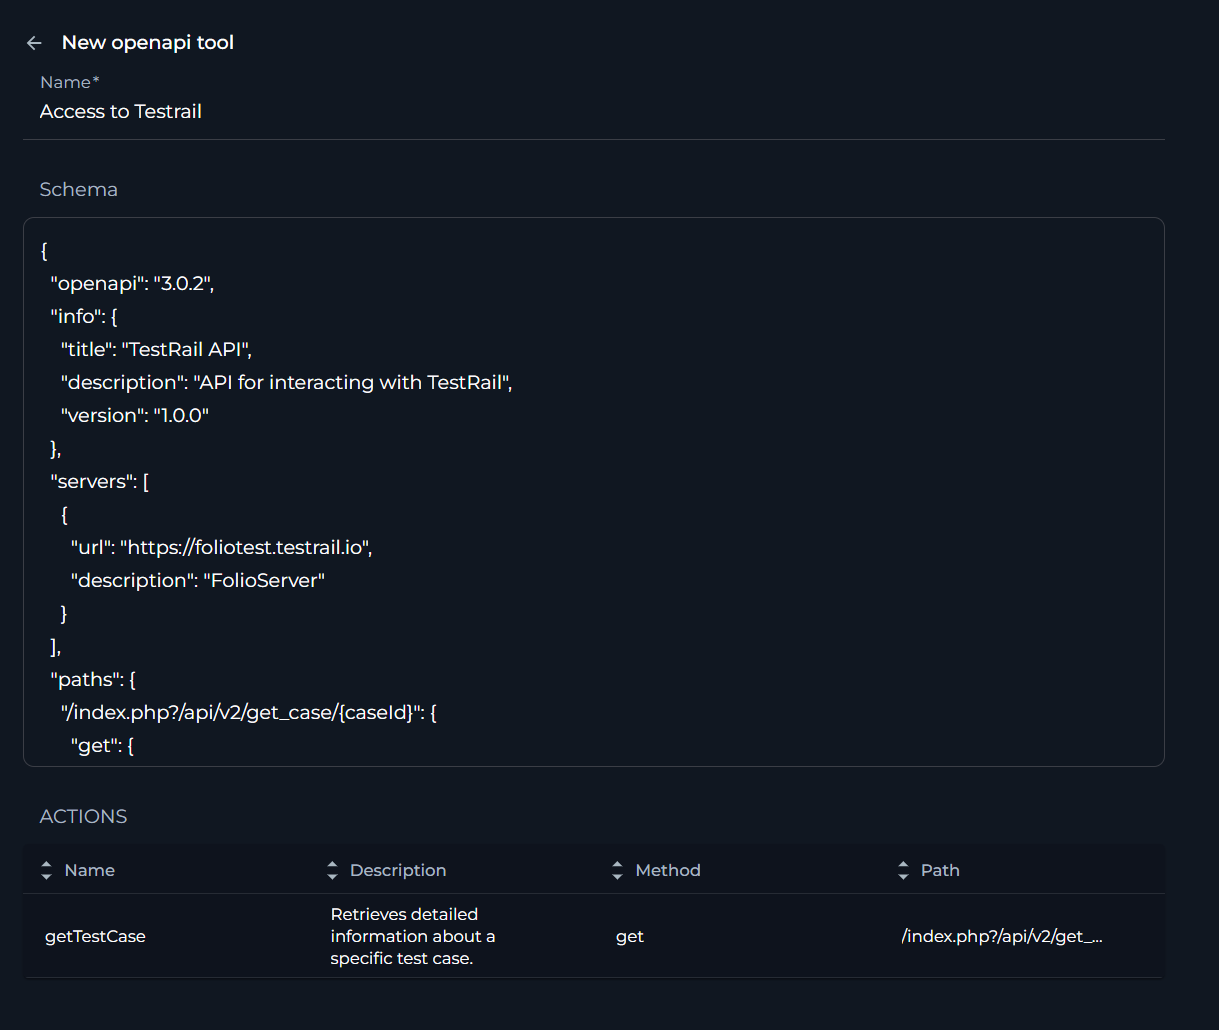 New openapi tool
Name*
Access to Testrail
Schema
{
"openapi": "3.0.2",
"info": {
"title": "TestRail API",
"description": "API for interacting with TestRail",
"version": "1.0.0"
},
"servers": [
{
"url": "https://foliotest.testrail.io",
"description": "FolioServer"
}
],
"paths": {
"/index.php?/api/v2/get_case/{caseId}": {
"get": {
ACTIONS
Name Description Method Path
getTestCase Retrieves detailed information about a specific test case. get /index.php?/api/v2/get_...